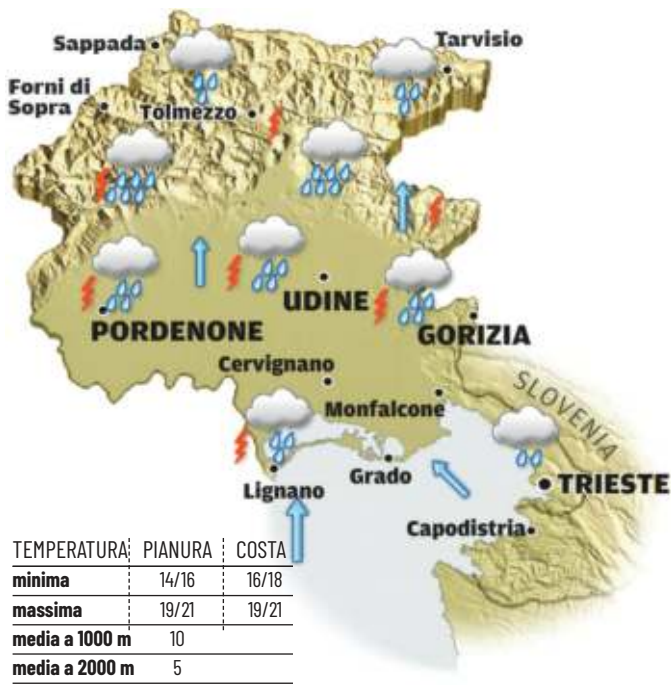 Sappada
Tarvisio
Forni di
Sopra
Tolmezzo
UDINE
PORDENONE
GORIZIA
Cervignano
SLOVENIA
Monfalcone
Grado
TRIESTE
Lignano
Capodistria
TEMPERATURA PIANURA COSTA
minima 14/16 16/18
massima 19/21 19/21
media a 1000 m 10
media a 2000 m 5